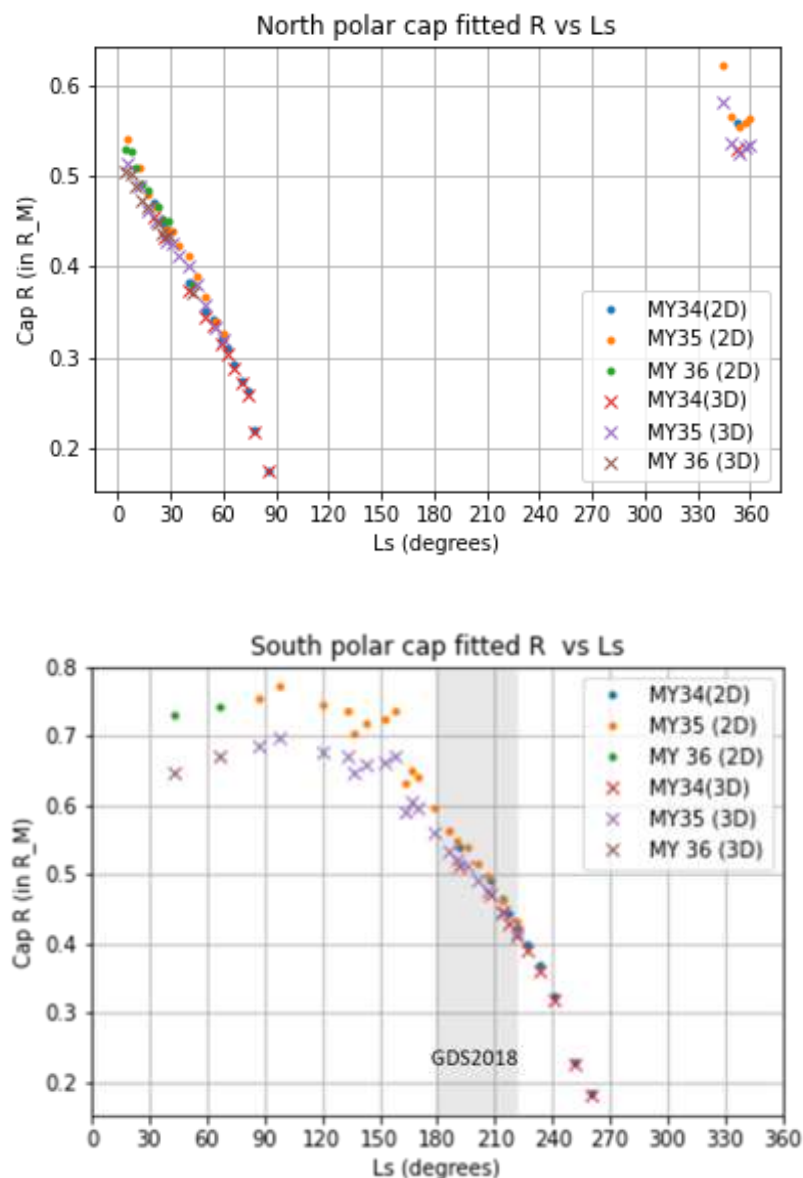 North polar cap fitted R vs Ls
Cap R (in R_M)
0.6
0.5
0.4
0.3
0.2
MY34(2D)
MY35 (2D)
MY 36 (2D)
MY34(3D)
MY35 (3D)
MY 36 (3D)
0 30 60 90 120 150 180 210 240 270 300 330 360
Ls (degrees)
South polar cap fitted R vs Ls
Cap R (in R_M)
0.8
0.7
0.6
0.5
0.4
0.3
0.2
MY34(2D)
MY35 (2D)
MY 36 (2D)
MY34(3D)
MY35 (3D)
MY 36 (3D)
GDS2018
0 30 60 90 120 150 180 210 240 270 300 330 360
Ls (degrees)